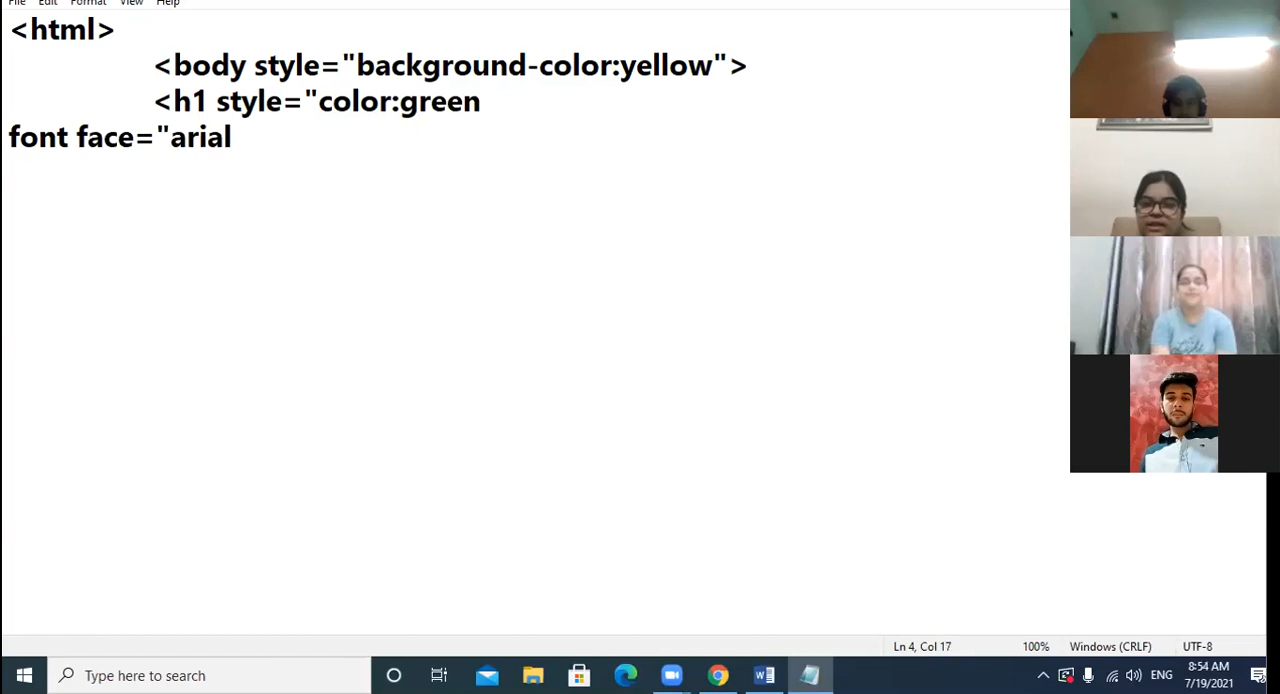 File Edit Format View Help
<html>
<body style="background-color:yellow">
<h1 style="color:green
font face="arial
Ln 4, Col 17 100% Windows (CRLF) UTF-8
Type here to search
ENG
8:54 AM
7/19/2021